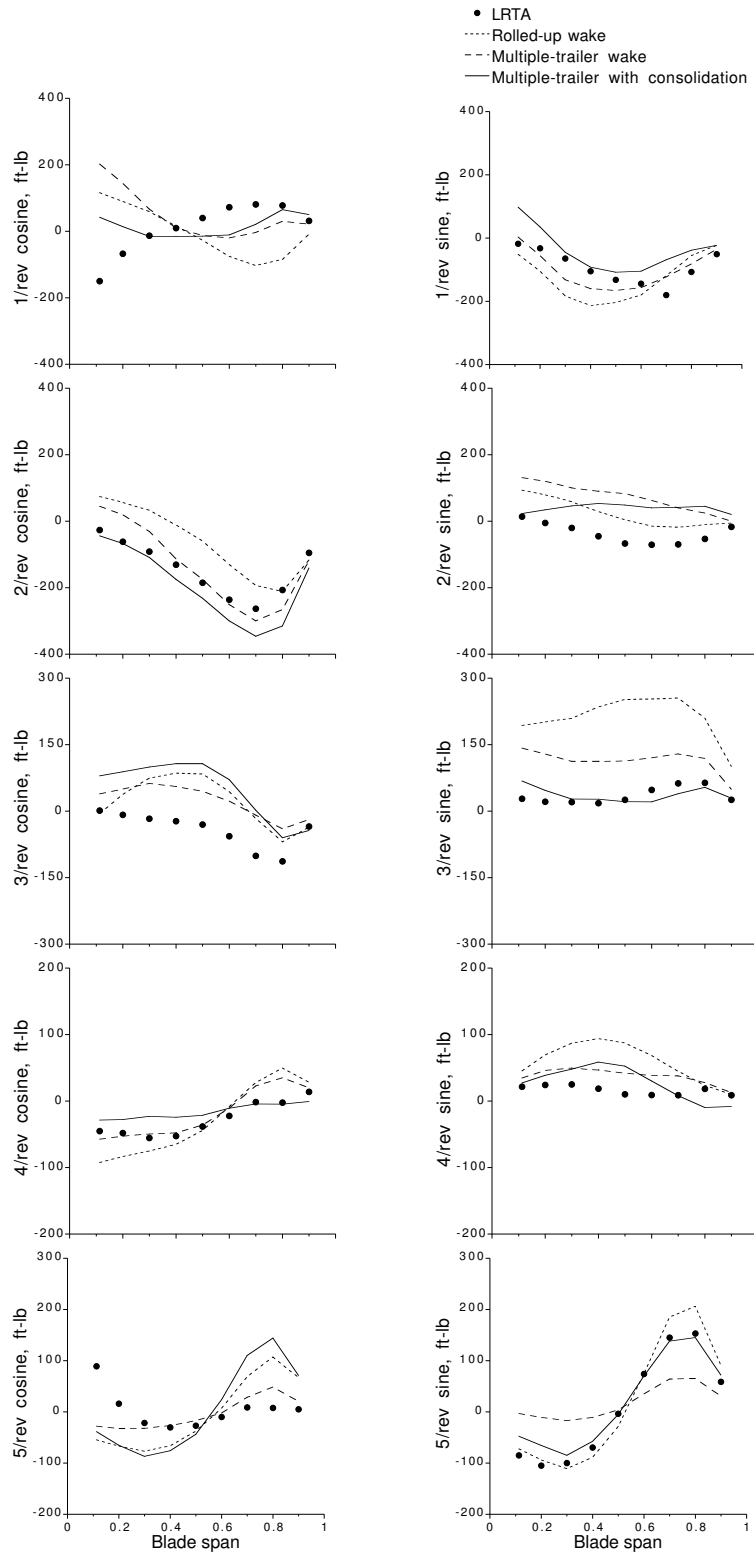 LRTA
Rolled-up wake
Multiple-trailer wake
Multiple-trailer with consolidation
400
200
0
-200
-400
1/rev cosine, ft-lb
400
200
0
-200
-400
1/rev sine, ft-lb
400
200
0
-200
-400
2/rev cosine, ft-lb
400
200
0
-200
-400
2/rev sine, ft-lb
300
150
0
-150
-300
3/rev cosine, ft-lb
300
150
0
-150
-300
3/rev sine, ft-lb
200
100
0
-100
-200
4/rev cosine, ft-lb
200
100
0
-100
-200
4/rev sine, ft-lb
300
200
100
0
-100
-200
5/rev cosine, ft-lb
0 0.2 0.4 0.6 0.8 1
Blade span
300
200
100
0
-100
-200
5/rev sine, ft-lb
0 0.2 0.4 0.6 0.8 1
Blade span